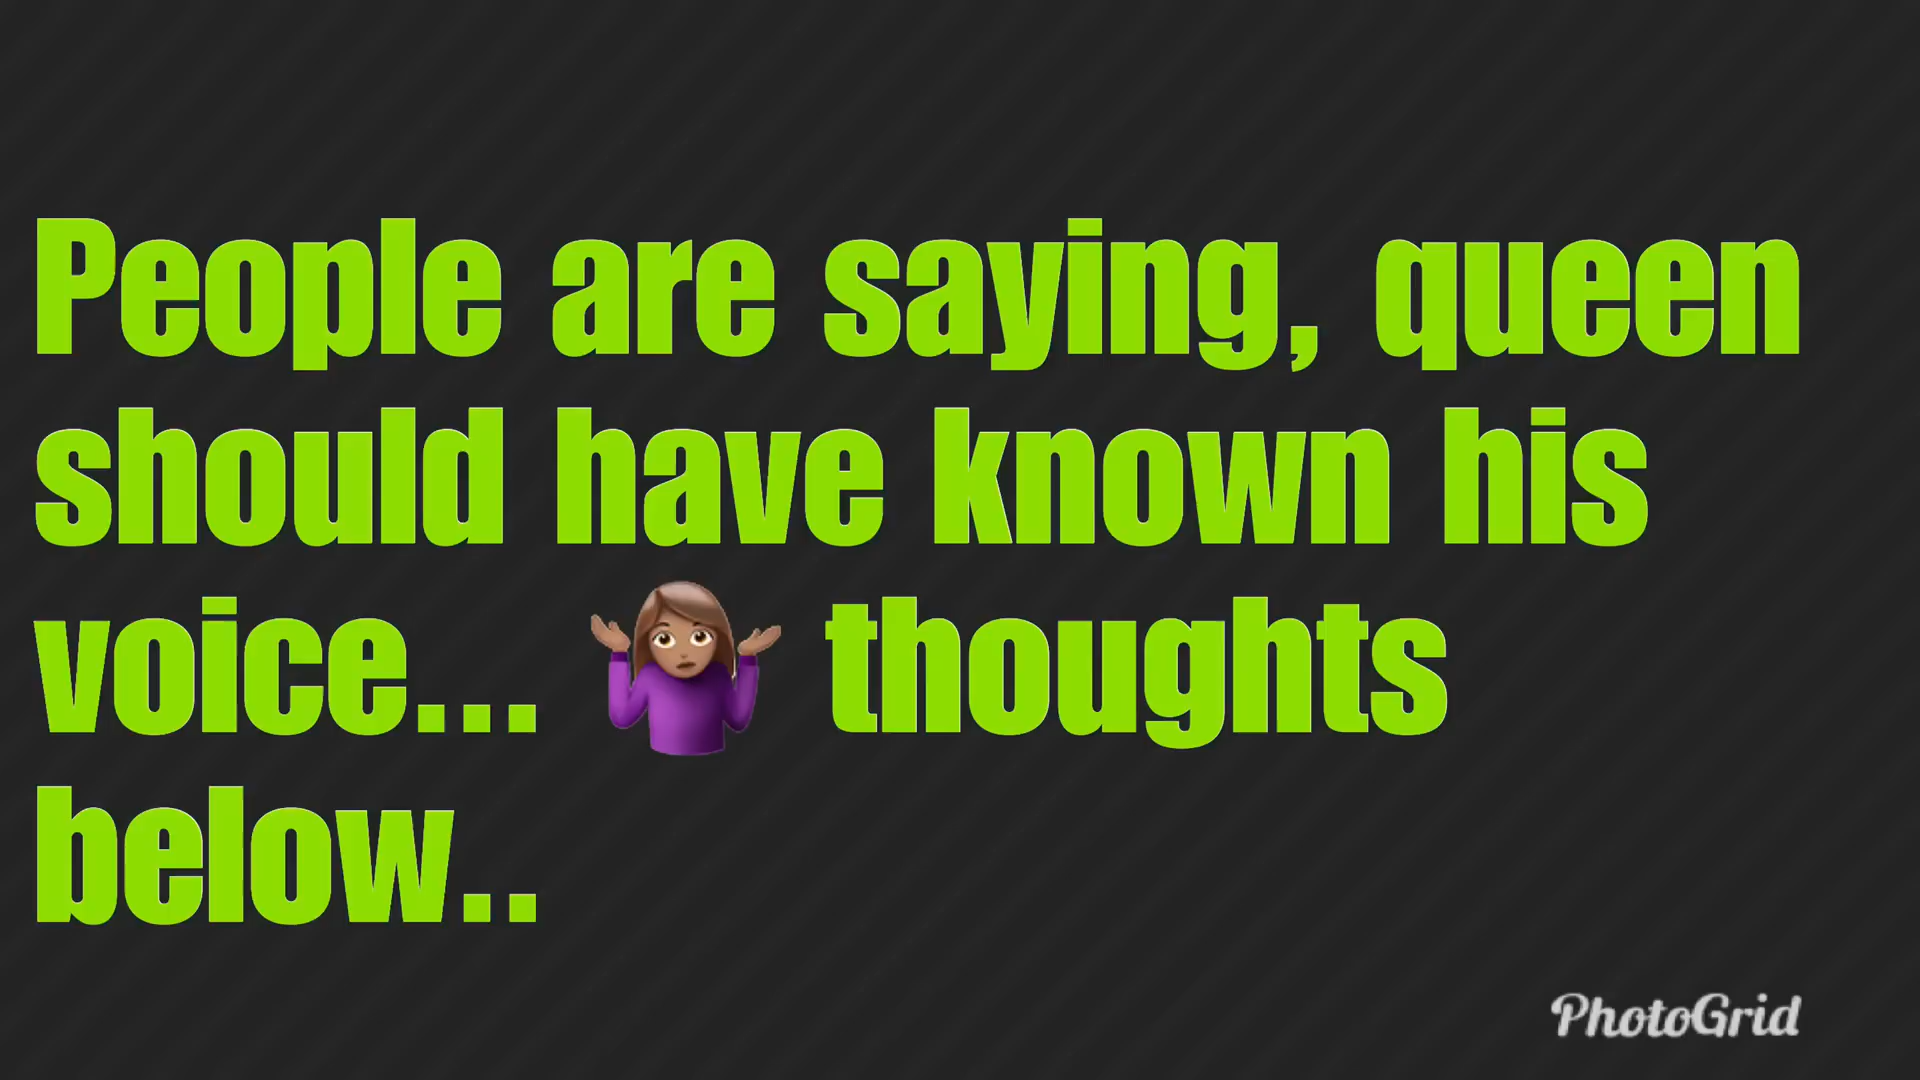 People are saying, queen
should have known his
voice... 🤷🏽‍♀️ thoughts
below..
PhotoGrid